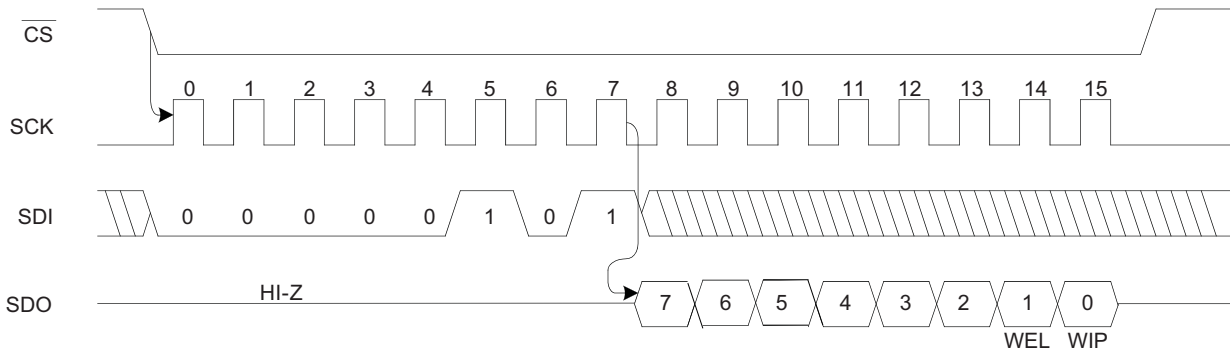 CS
0 1 2 3 4 5 6 7 8 9 10 11 12 13 14 15
SCK
SDI 0 0 0 0 0 1 0 1
HI-Z
SDO 7 6 5 4 3 2 1 0
WEL WIP